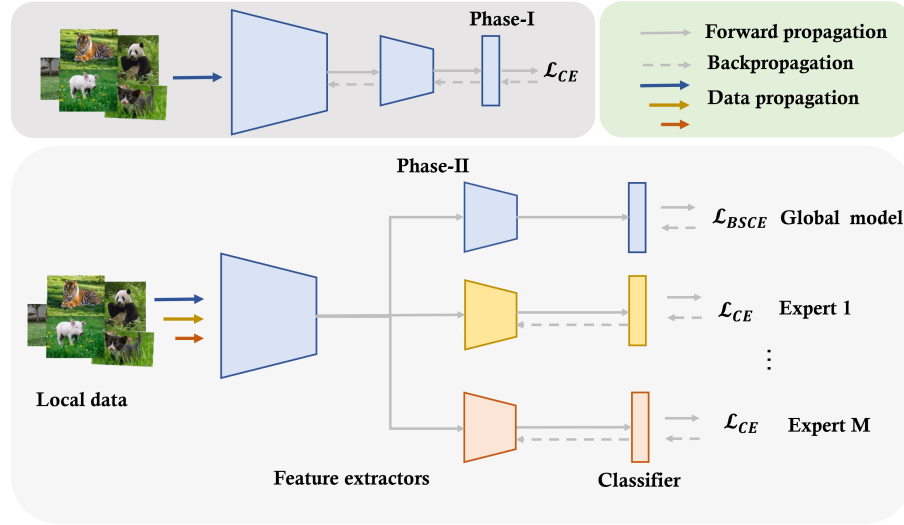 Phase-I
ℒ_CE
Forward propagation
Backpropagation
Data propagation
Phase-II
ℒ_BSCE Global model
ℒ_CE Expert 1
⋮
ℒ_CE Expert M
Local data
Feature extractors
Classifier